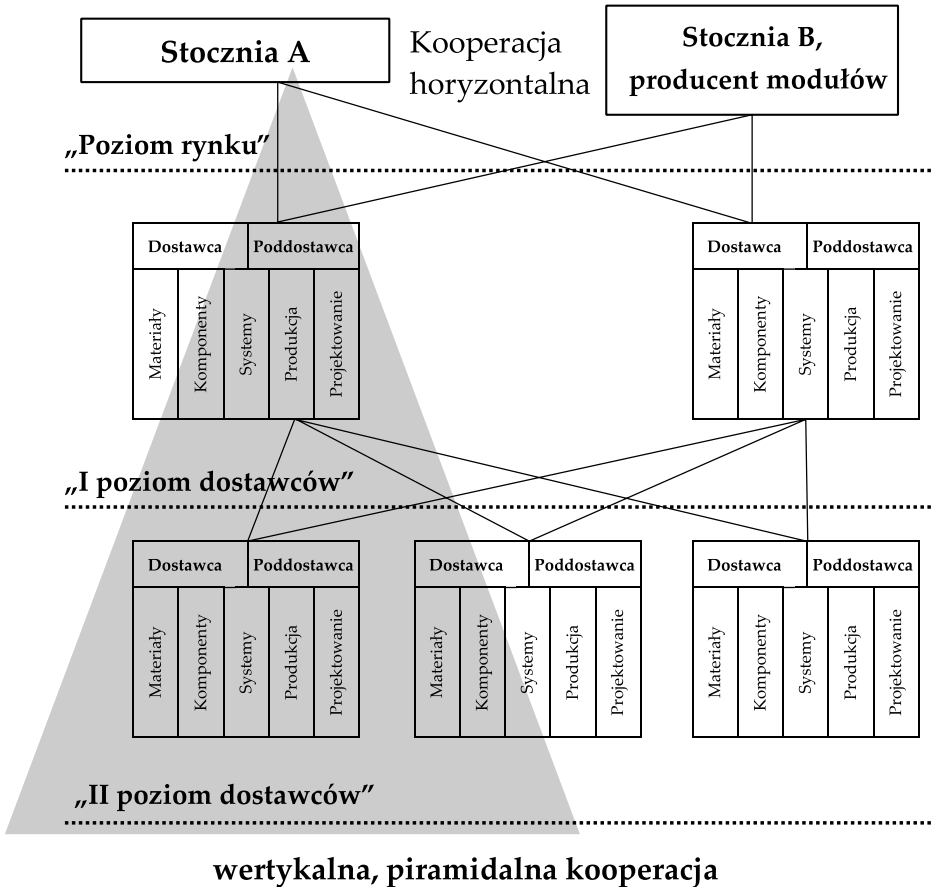 Stocznia A
Kooperacja
horyzontalna
Stocznia B,
producent modułów
„Poziom rynku”
Dostawca
Poddostawca
Materiały
Komponenty
Systemy
Produkcja
Projektowanie
Dostawca
Poddostawca
Materiały
Komponenty
Systemy
Produkcja
Projektowanie
„I poziom dostawców”
Dostawca
Poddostawca
Materiały
Komponenty
Systemy
Produkcja
Projektowanie
Dostawca
Poddostawca
Materiały
Komponenty
Systemy
Produkcja
Projektowanie
Dostawca
Poddostawca
Materiały
Komponenty
Systemy
Produkcja
Projektowanie
„II poziom dostawców”
wertykalna, piramidalna kooperacja